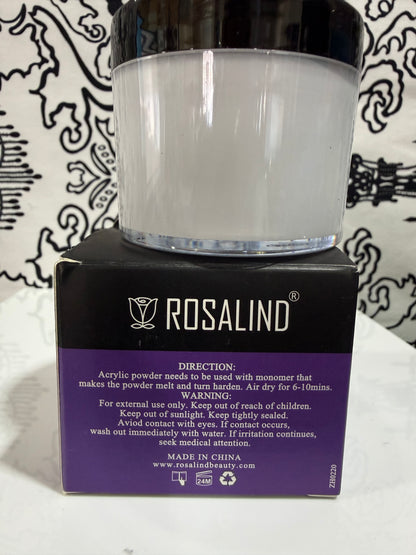 ROSALIND®
DIRECTION:
Acrylic powder needs to be used with monomer that
makes the powder melt and turn harden. Air dry for 6-10mins.
WARNING:
For external use only. Keep out of reach of children.
Keep out of sunlight. Keep tightly sealed.
Aviod contact with eyes. If contact occurs,
wash out immediately with water. If irritation continues,
seek medical attention.
MADE IN CHINA
www.rosalindbeauty.com
24M
ZH0220